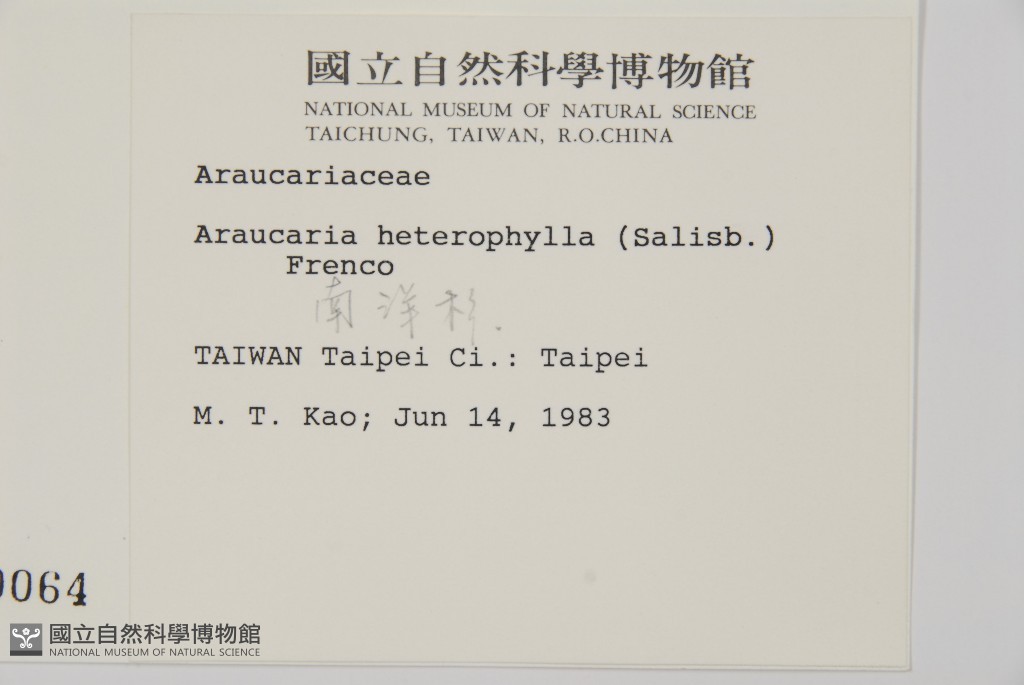 國立自然科學博物館
NATIONAL MUSEUM OF NATURAL SCIENCE
TAICHUNG, TAIWAN, R.O.CHINA
Araucariaceae
Araucaria heterophylla (Salisb.)
Frenco
南洋杉.
TAIWAN Taipei Ci.: Taipei
M. T. Kao; Jun 14, 1983
0064
國立自然科學博物館
NATIONAL MUSEUM OF NATURAL SCIENCE